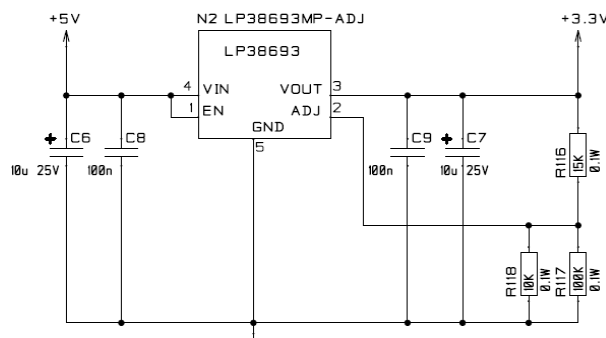 +5V
N2 LP38693MP-ADJ
+3.3V
LP38693
4
VIN
VOUT
3
1
EN
ADJ
2
GND
5
C6
C8
C9
C7
10u 25V
100n
100n
10u 25V
R116
15K
0.1W
R118
10K
0.1W
R117
100K
0.1W